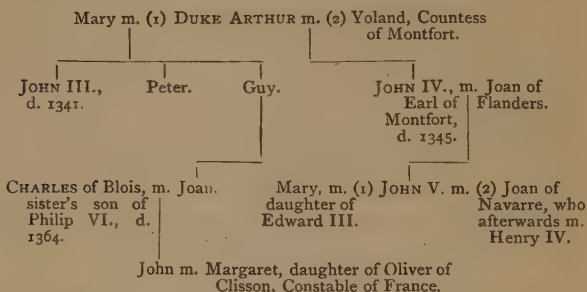 Mary m. (1) DUKE ARTHUR m. (2) Yoland, Countess
of Montfort.
JOHN III.,
d. 1341.
Peter.
Guy.
JOHN IV., m. Joan of
Earl of Flanders.
Montfort,
d. 1345.
CHARLES of Blois, m. Joan.
sister's son of
Philip VI., d.
1364.
Mary, m. (1) JOHN V. m. (2) Joan of
daughter of Navarre, who
Edward III. afterwards m.
Henry IV.
John m. Margaret, daughter of Oliver of
Clisson, Constable of France.